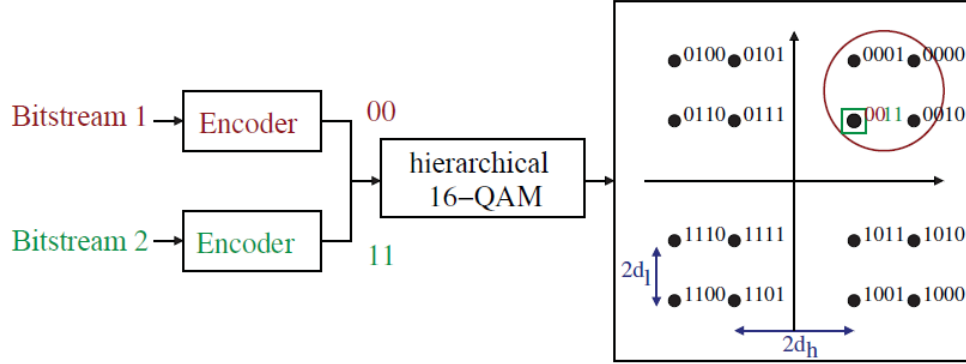 Bitstream 1
Encoder
00
Bitstream 2
Encoder
11
hierarchical
16−QAM
0100 0101 0001 0000
0110 0111 0011 0010
1110 1111 1011 1010
2dl
1100 1101 1001 1000
2dh